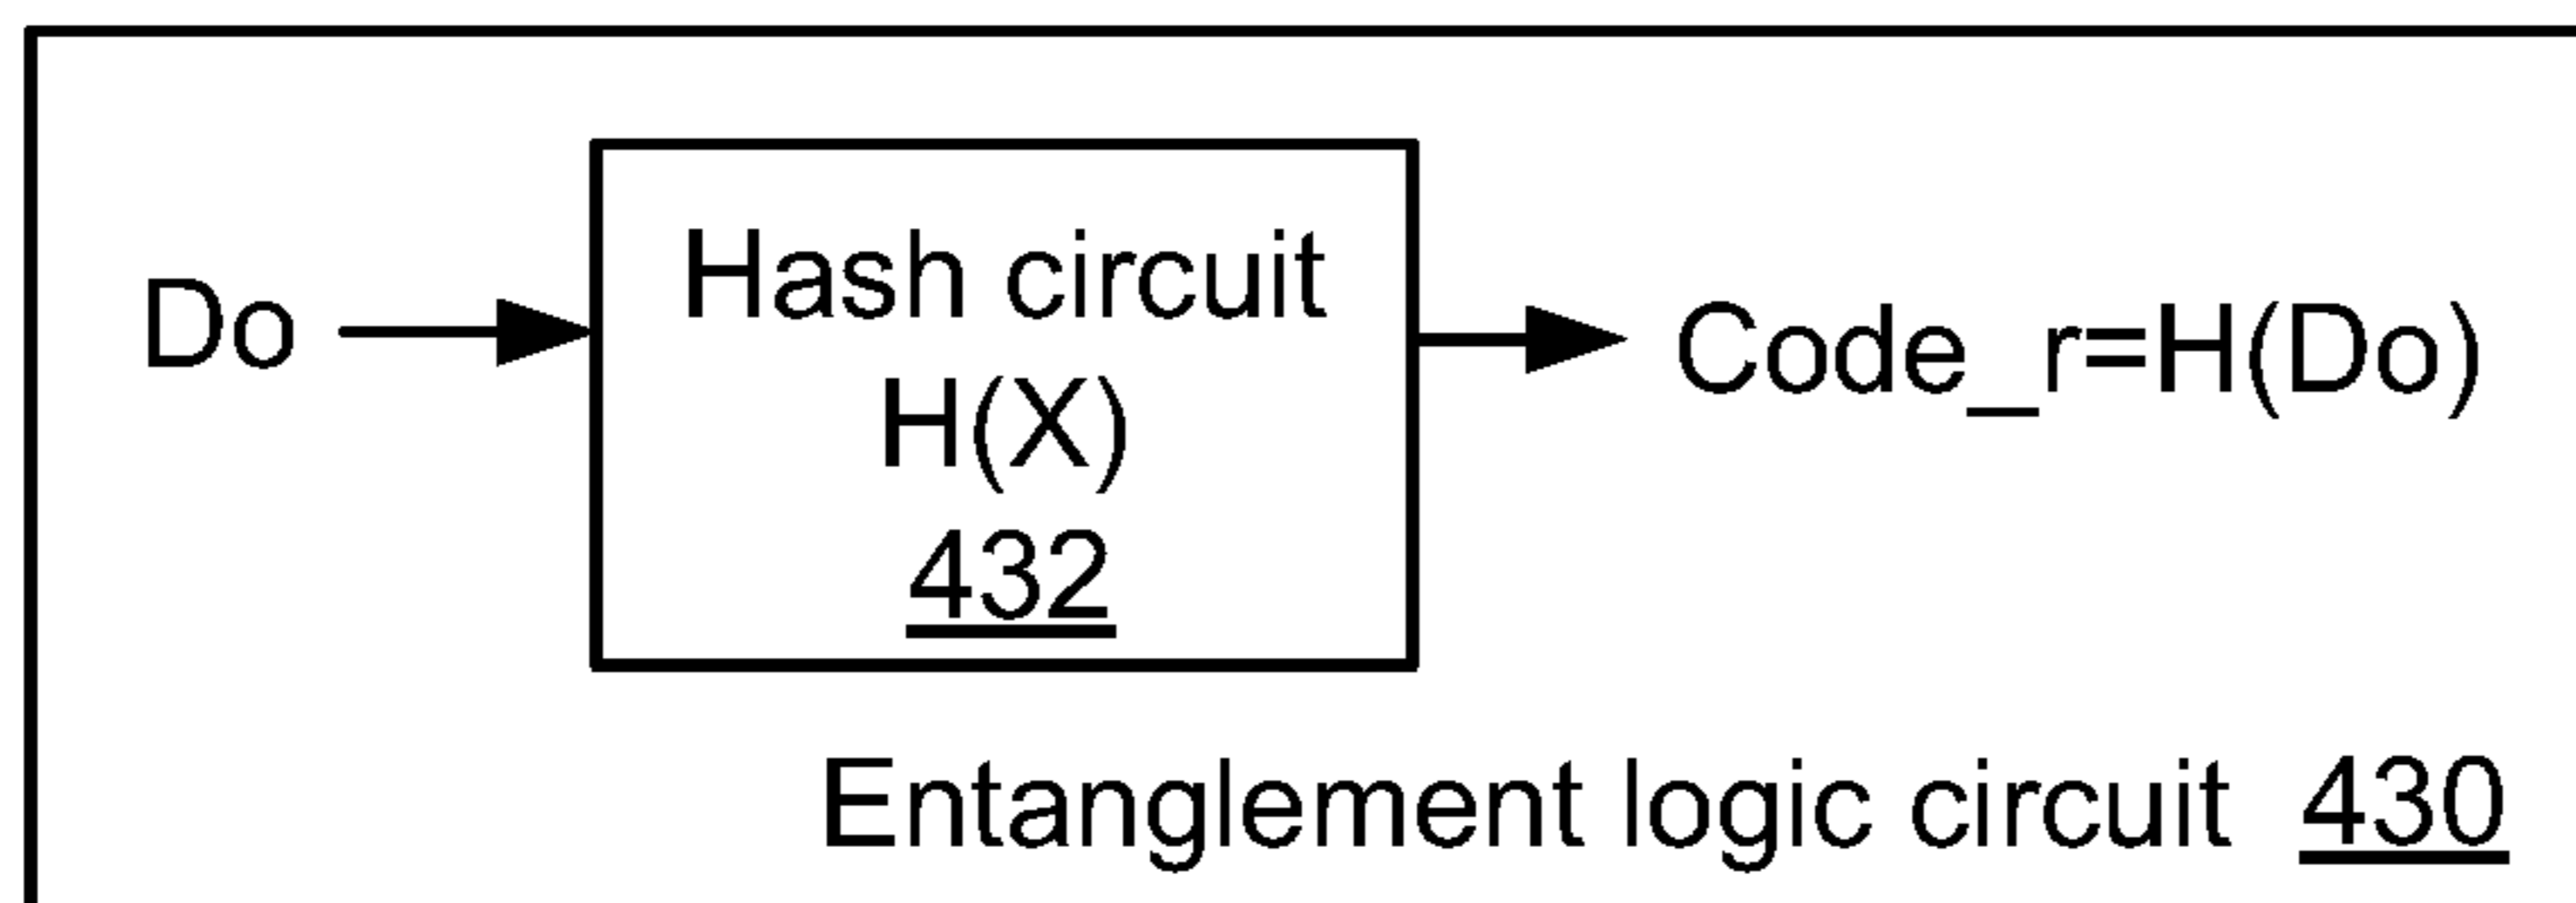 Do
Hash circuit
H(X)
432
Code_r=H(Do)
Entanglement logic circuit 430